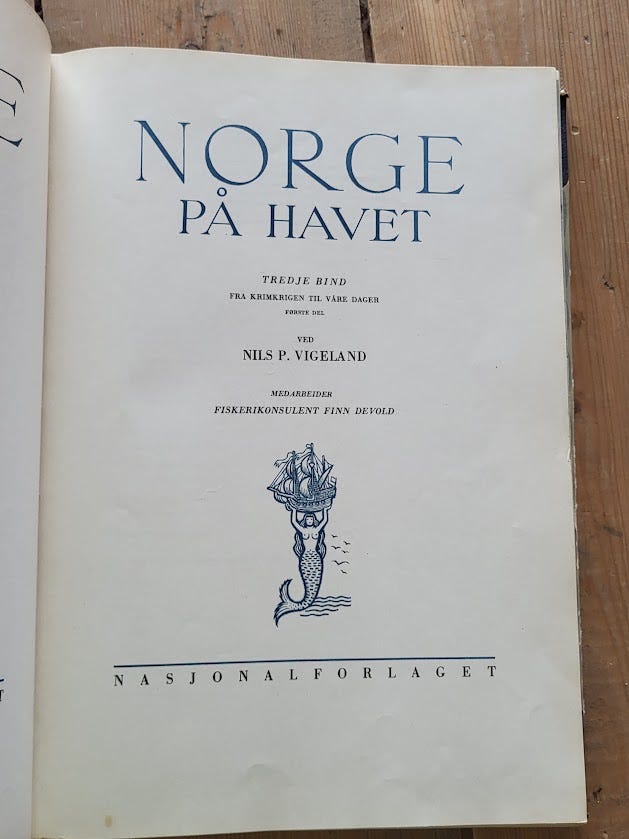 NORGE
PÅ HAVET
TREDJE BIND
FRA KRIMKRIGEN TIL VÅRE DAGER
FØRSTE DEL
VED
NILS P. VIGELAND
MEDARBEIDER
FISKERIKONSULENT FINN DEVOLD
NASJONALFORLAGET